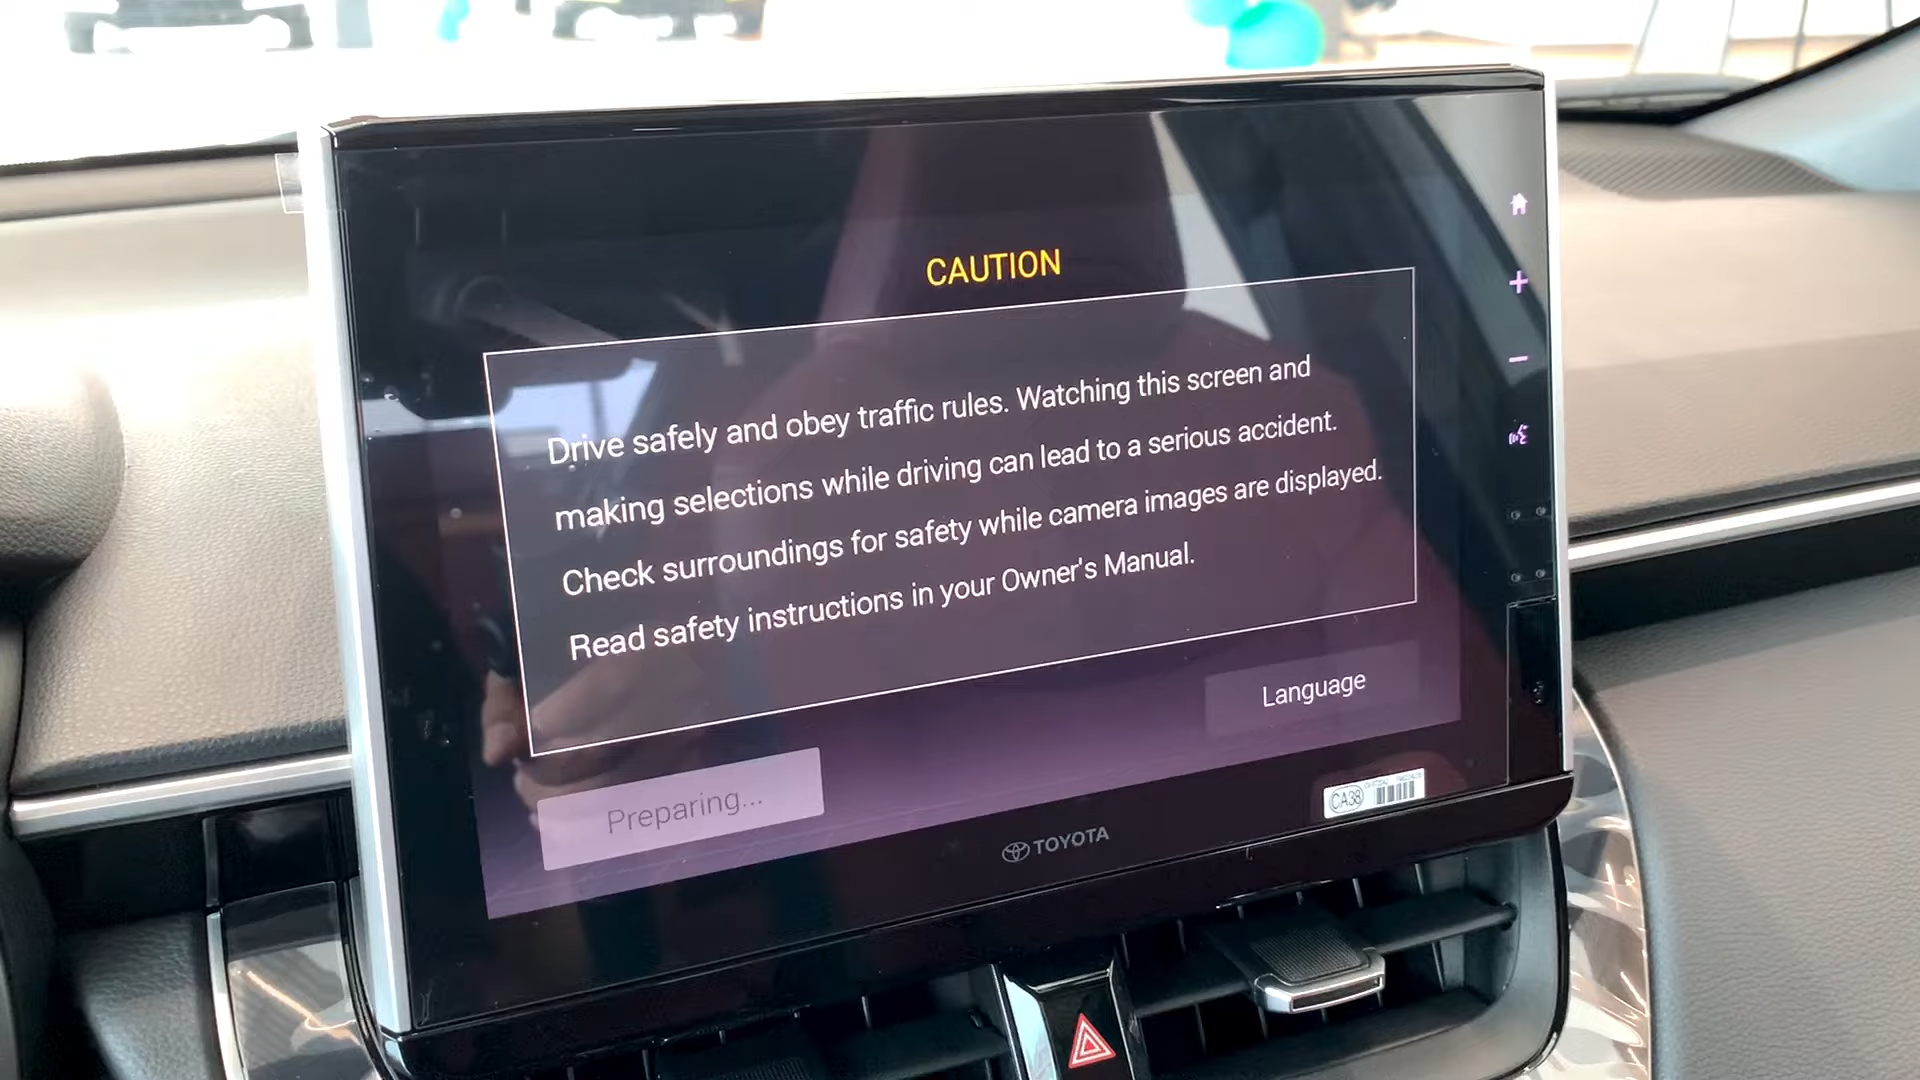 CAUTION
Drive safely and obey traffic rules. Watching this screen and
making selections while driving can lead to a serious accident.
Check surroundings for safety while camera images are displayed.
Read safety instructions in your Owner's Manual.
Language
Preparing...
CA38
TOYOTA